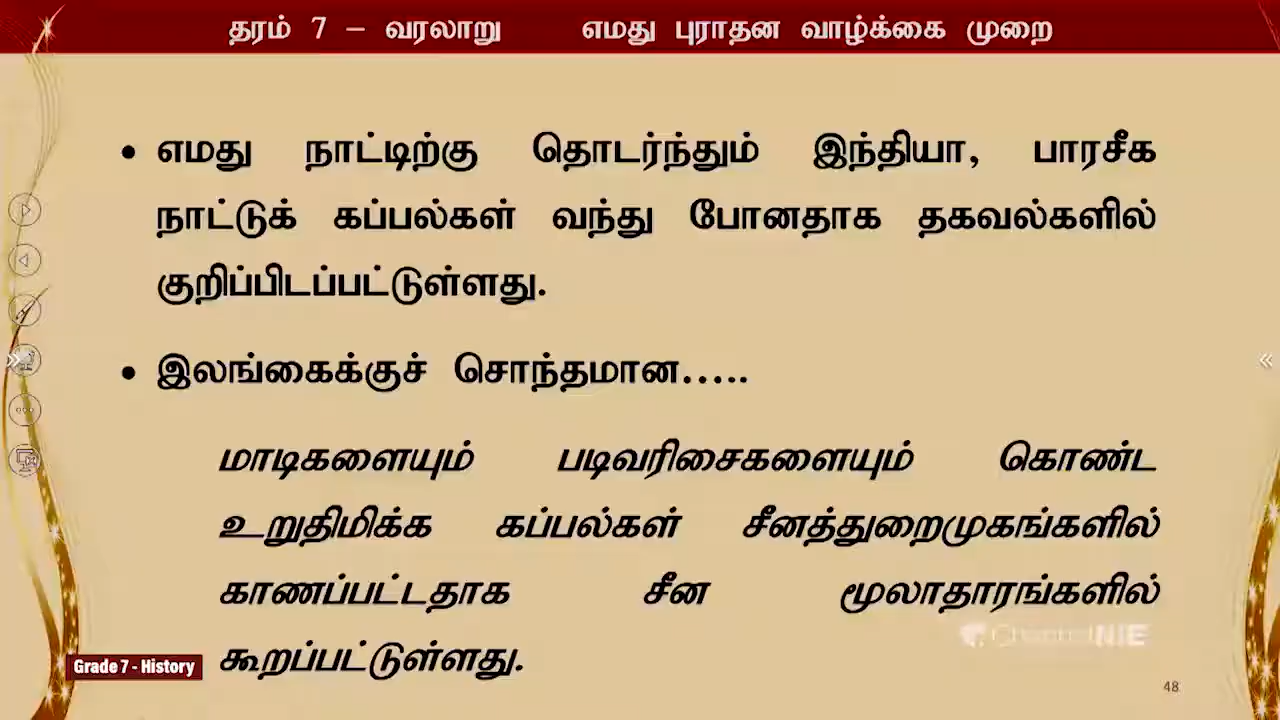 தரம் 7 – வரலாறு எமது புராதன வாழ்க்கை முறை
• எமது நாட்டிற்கு தொடர்ந்தும் இந்தியா, பாரசீக
நாட்டுக் கப்பல்கள் வந்து போனதாக தகவல்களில்
குறிப்பிடப்பட்டுள்ளது.
• இலங்கைக்குச் சொந்தமான…..
மாடிகளையும் படிவரிசைகளையும் கொண்ட
உறுதிமிக்க கப்பல்கள் சீனத்துறைமுகங்களில்
காணப்பட்டதாக சீன மூலாதாரங்களில்
கூறப்பட்டுள்ளது.
Channel NIE
Grade 7 - History
48